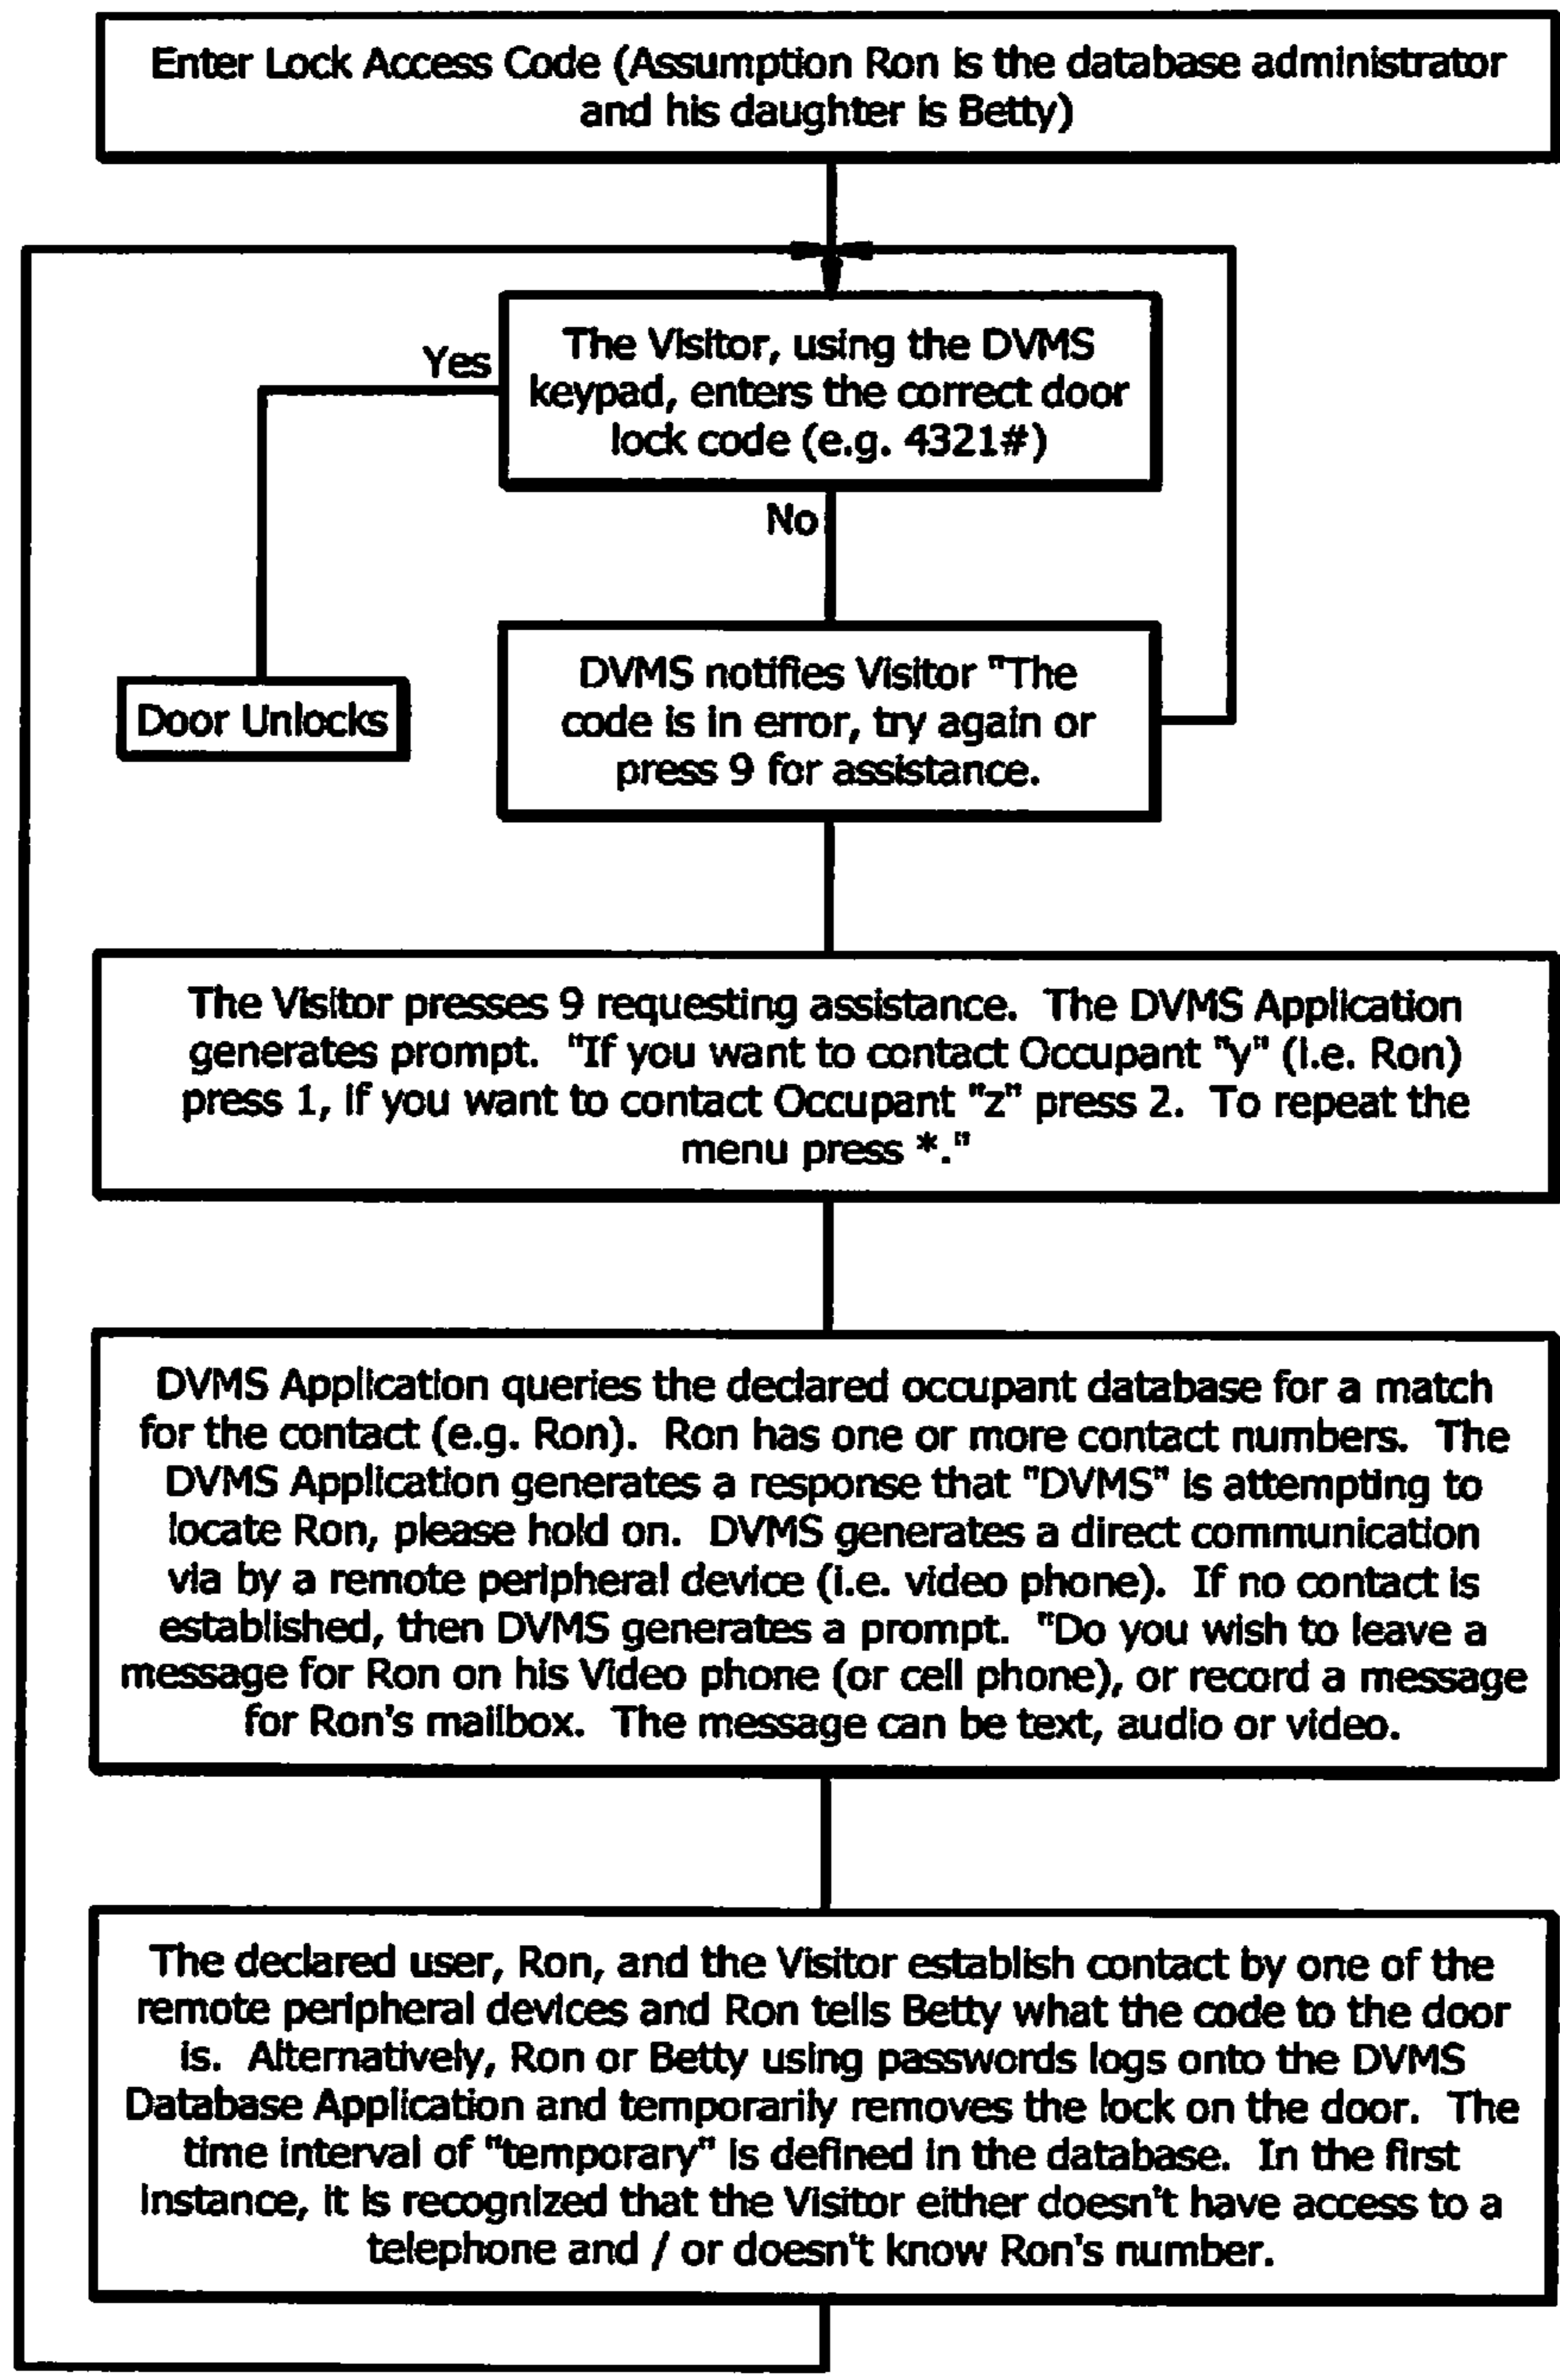 Enter Lock Access Code (Assumption Ron is the database administrator
and his daughter is Betty)
Yes
The Visitor, using the DVMS
keypad, enters the correct door
lock code (e.g. 4321#)
No
Door Unlocks
DVMS notifies Visitor "The
code is in error, try again or
press 9 for assistance.
The Visitor presses 9 requesting assistance. The DVMS Application
generates prompt. "If you want to contact Occupant "y" (i.e. Ron)
press 1, if you want to contact Occupant "z" press 2. To repeat the
menu press *."
DVMS Application queries the declared occupant database for a match
for the contact (e.g. Ron). Ron has one or more contact numbers. The
DVMS Application generates a response that "DVMS" is attempting to
locate Ron, please hold on. DVMS generates a direct communication
via by a remote peripheral device (i.e. video phone). If no contact is
established, then DVMS generates a prompt. "Do you wish to leave a
message for Ron on his Video phone (or cell phone), or record a message
for Ron's mailbox. The message can be text, audio or video.
The declared user, Ron, and the Visitor establish contact by one of the
remote peripheral devices and Ron tells Betty what the code to the door
is. Alternatively, Ron or Betty using passwords logs onto the DVMS
Database Application and temporarily removes the lock on the door. The
time interval of "temporary" is defined in the database. In the first
instance, it is recognized that the Visitor either doesn't have access to a
telephone and / or doesn't know Ron's number.